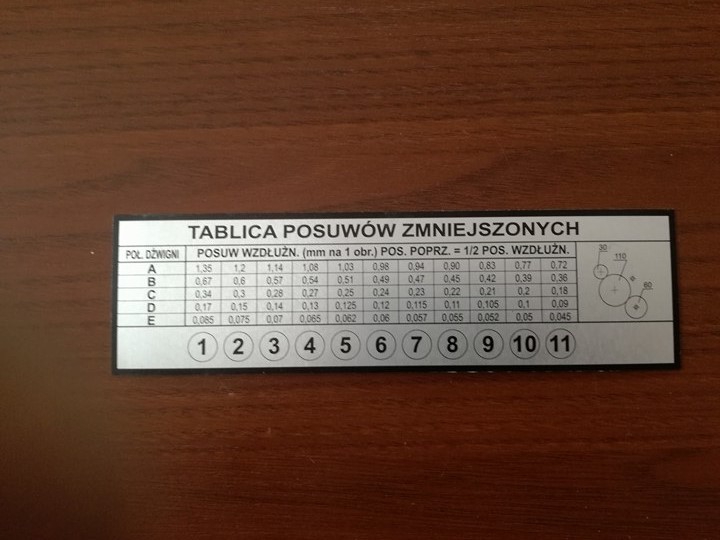 TABLICA POSUWÓW ZMNIEJSZONYCH
POŁ. DŹWIGNI POSUW WZDŁUŻN. (mm na 1 obr.) POS. POPRZ. = 1/2 POS. WZDŁUŻN.
A 1,35 1,2 1,14 1,08 1,03 0,98 0,94 0,90 0,83 0,77 0,72
B 0,67 0,6 0,57 0,54 0,51 0,49 0,47 0,45 0,42 0,39 0,36
C 0,34 0,3 0,28 0,27 0,25 0,24 0,23 0,22 0,21 0,2 0,18
D 0,17 0,15 0,14 0,13 0,125 0,12 0,115 0,11 0,105 0,1 0,09
E 0,085 0,075 0,07 0,065 0,062 0,06 0,057 0,055 0,052 0,05 0,045
1 2 3 4 5 6 7 8 9 10 11
30
110
60